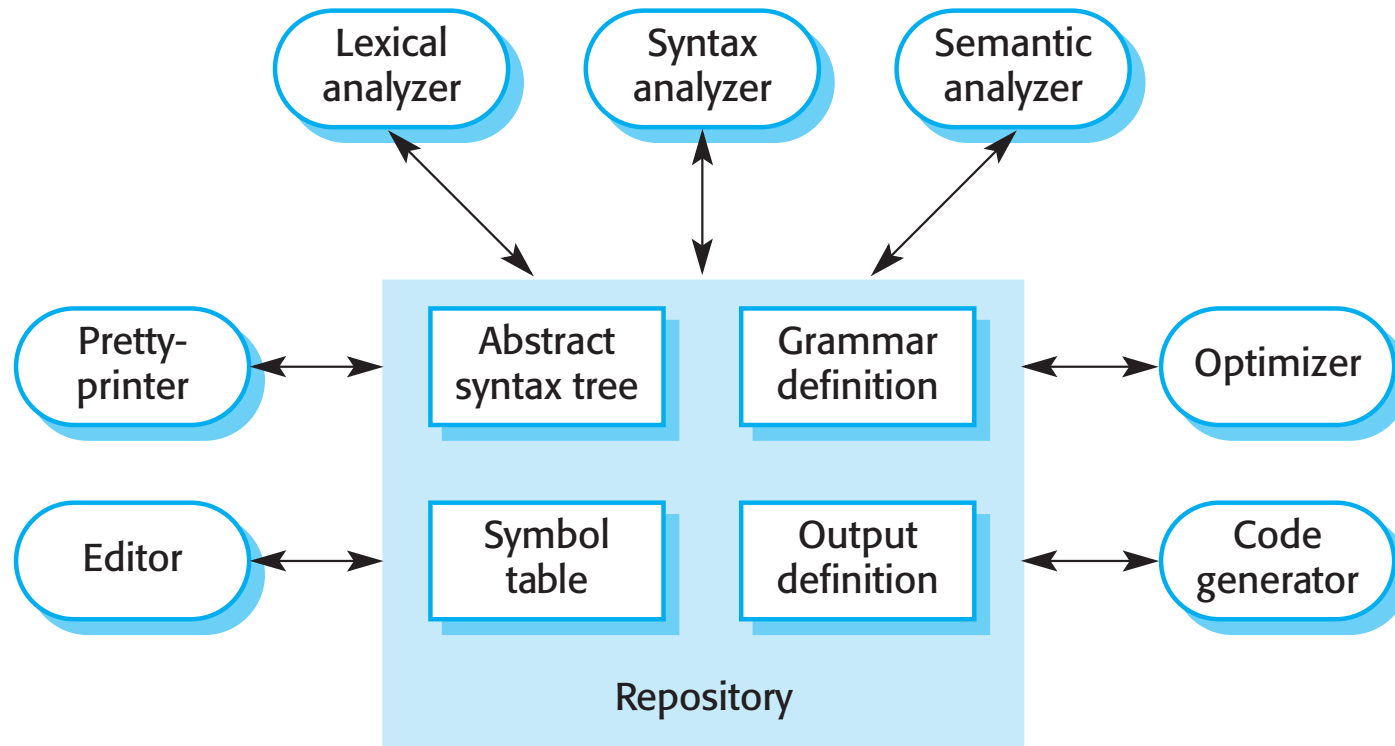 Lexical
analyzer
Syntax
analyzer
Semantic
analyzer
Pretty-
printer
Abstract
syntax tree
Grammar
definition
Optimizer
Editor
Symbol
table
Output
definition
Code
generator
Repository